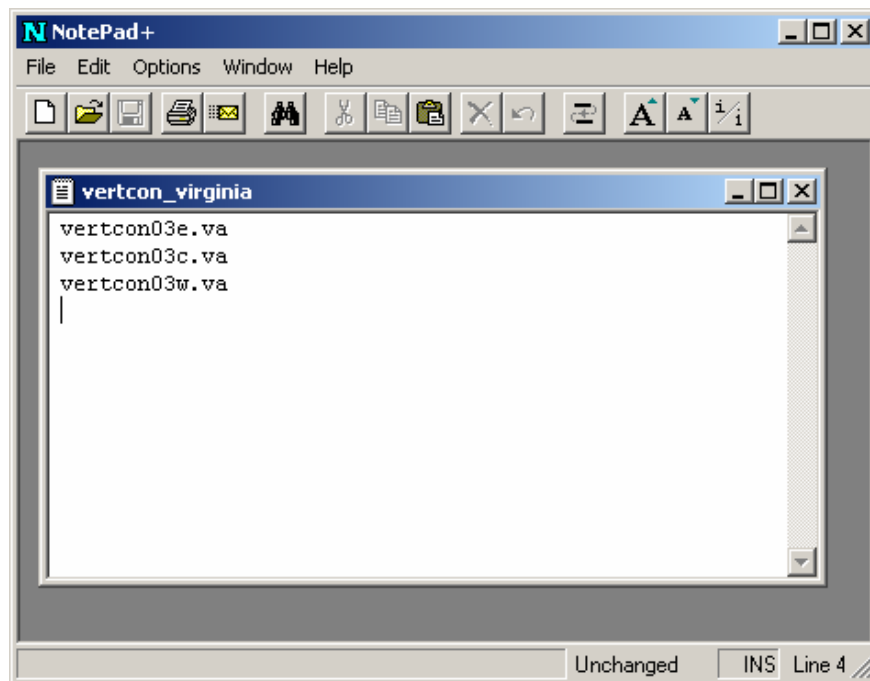 NotePad+
File Edit Options Window Help
A A i/i
vertcon_virginia
vertcon03e.va
vertcon03c.va
vertcon03w.va
Unchanged INS Line 4